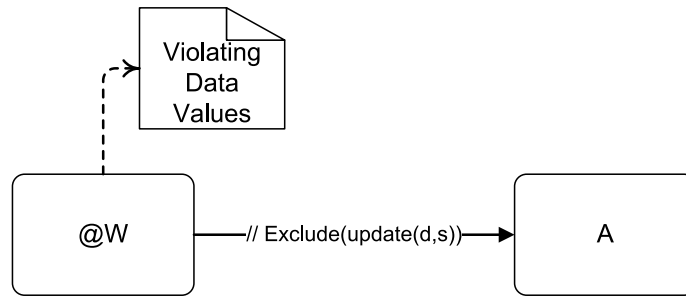 Violating
Data
Values
@W
// Exclude(update(d,s))
A